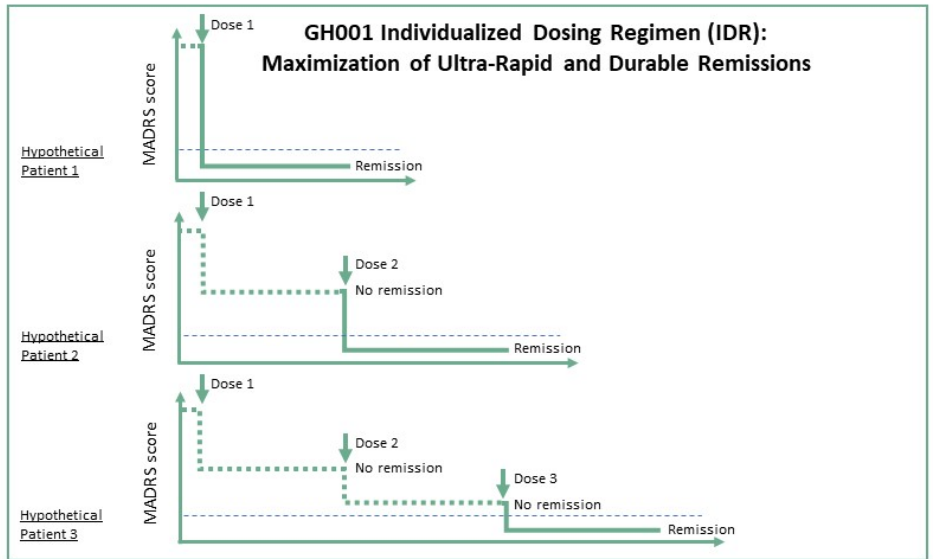 GH001 Individualized Dosing Regimen (IDR):
Maximization of Ultra-Rapid and Durable Remissions
Dose 1
MADRS score
Hypothetical
Patient 1
Remission
Dose 1
MADRS score
Dose 2
No remission
Hypothetical
Patient 2
Remission
Dose 1
MADRS score
Dose 2
No remission
Dose 3
No remission
Hypothetical
Patient 3
Remission